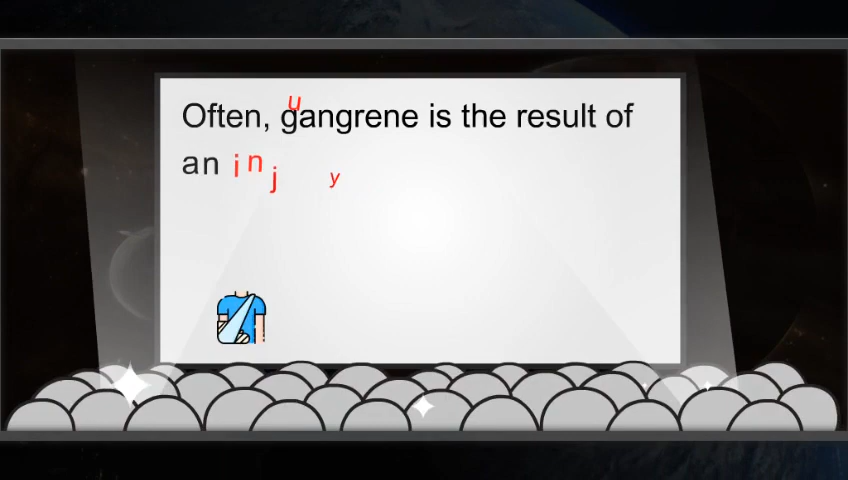 u
Often, gangrene is the result of
an inj y